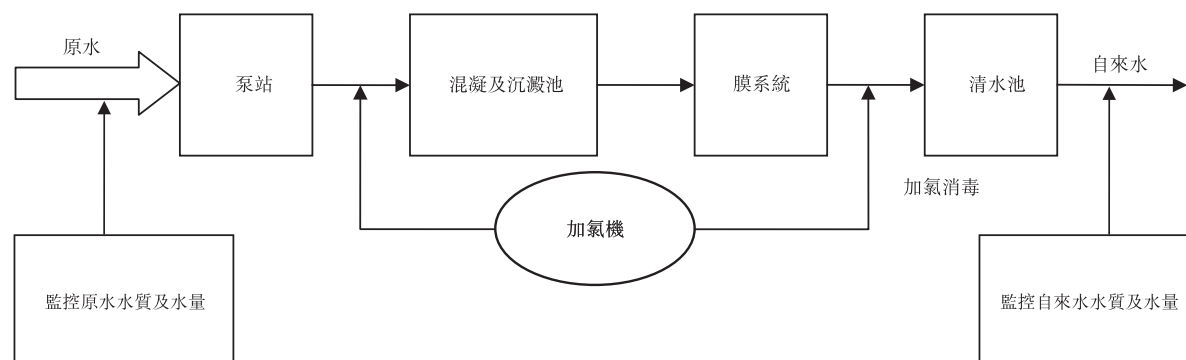 原水
泵站
混凝及沉澱池
膜系統
清水池
自來水
加氯消毒
加氯機
監控原水水質及水量
監控自來水水質及水量